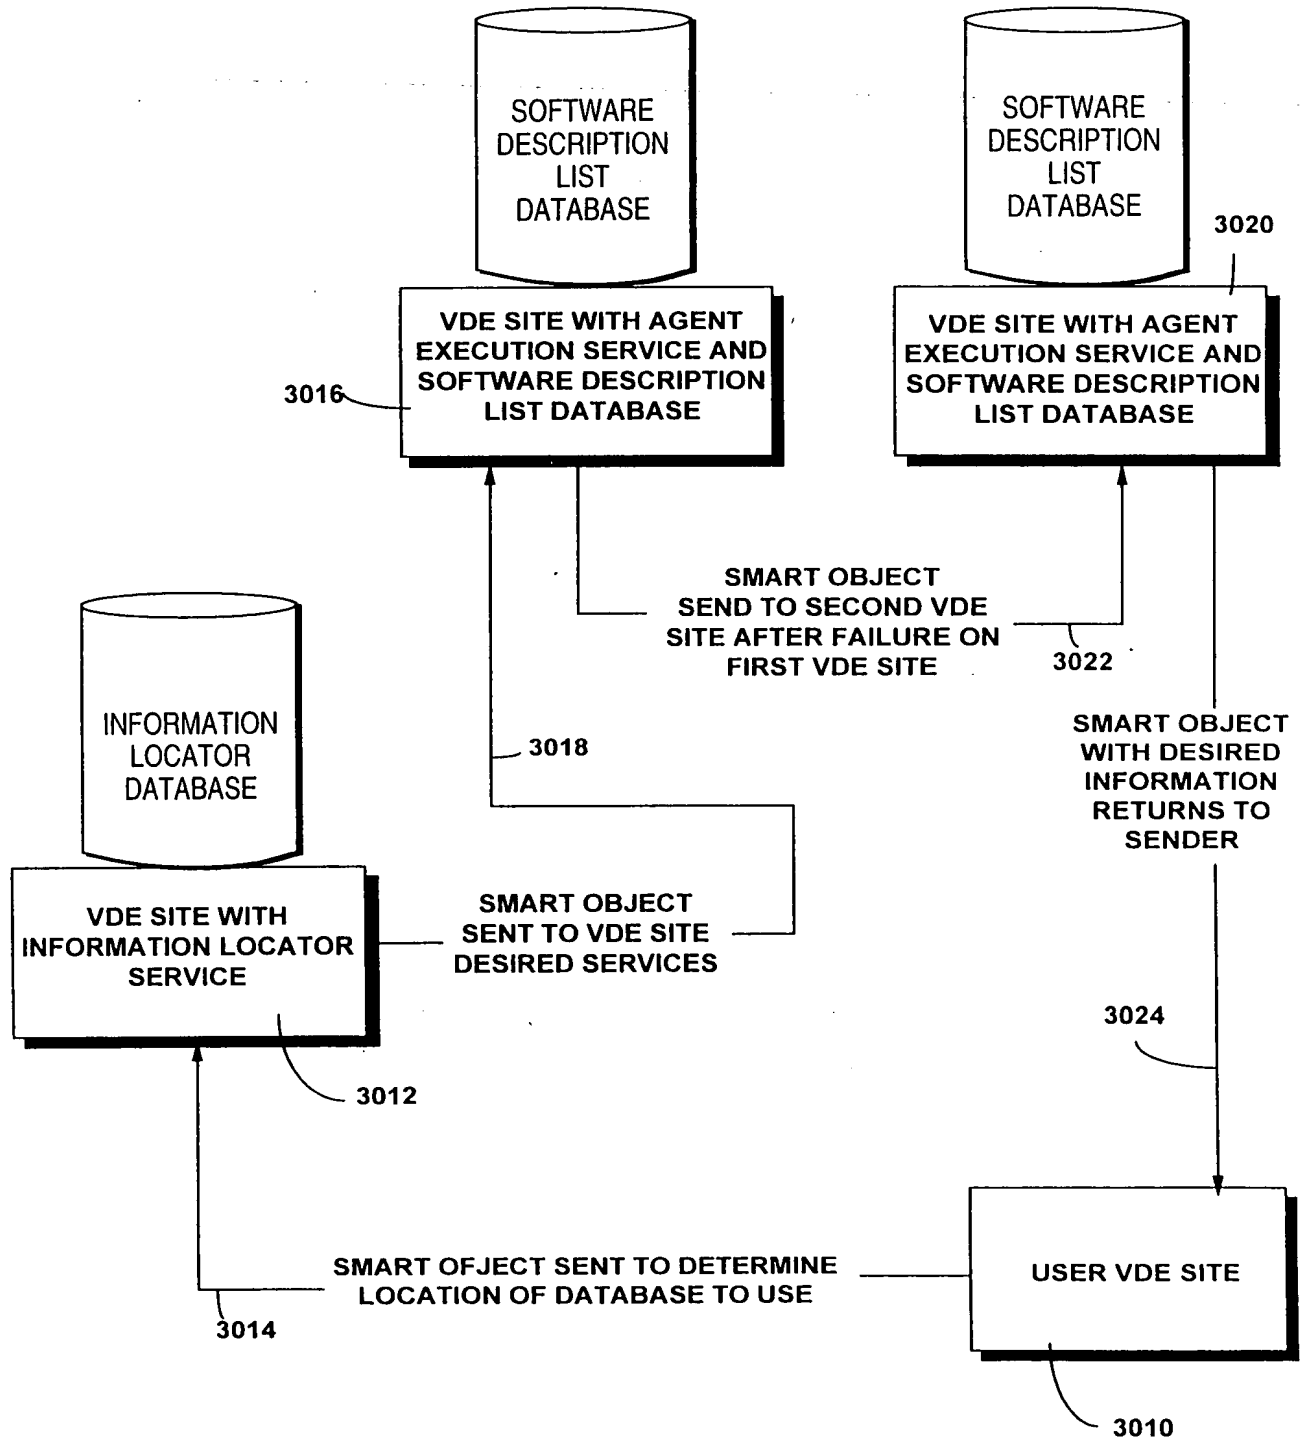 SOFTWARE
DESCRIPTION
LIST
DATABASE
SOFTWARE
DESCRIPTION
LIST
DATABASE
3020
VDE SITE WITH AGENT
EXECUTION SERVICE AND
SOFTWARE DESCRIPTION
LIST DATABASE
3016
VDE SITE WITH AGENT
EXECUTION SERVICE AND
SOFTWARE DESCRIPTION
LIST DATABASE
SMART OBJECT
SEND TO SECOND VDE
SITE AFTER FAILURE ON
FIRST VDE SITE
3022
INFORMATION
LOCATOR
DATABASE
3018
SMART OBJECT
WITH DESIRED
INFORMATION
RETURNS TO
SENDER
VDE SITE WITH
INFORMATION LOCATOR
SERVICE
SMART OBJECT
SENT TO VDE SITE
DESIRED SERVICES
3024
3012
SMART OFJECT SENT TO DETERMINE
LOCATION OF DATABASE TO USE
3014
USER VDE SITE
3010